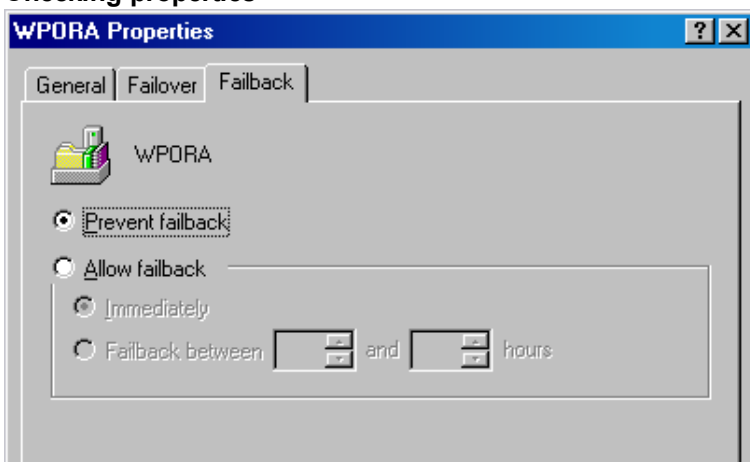 Checking properties
WPORA Properties
General Failover Failback
WPORA
Prevent failback
Allow failback
Immediately
Failback between and hours